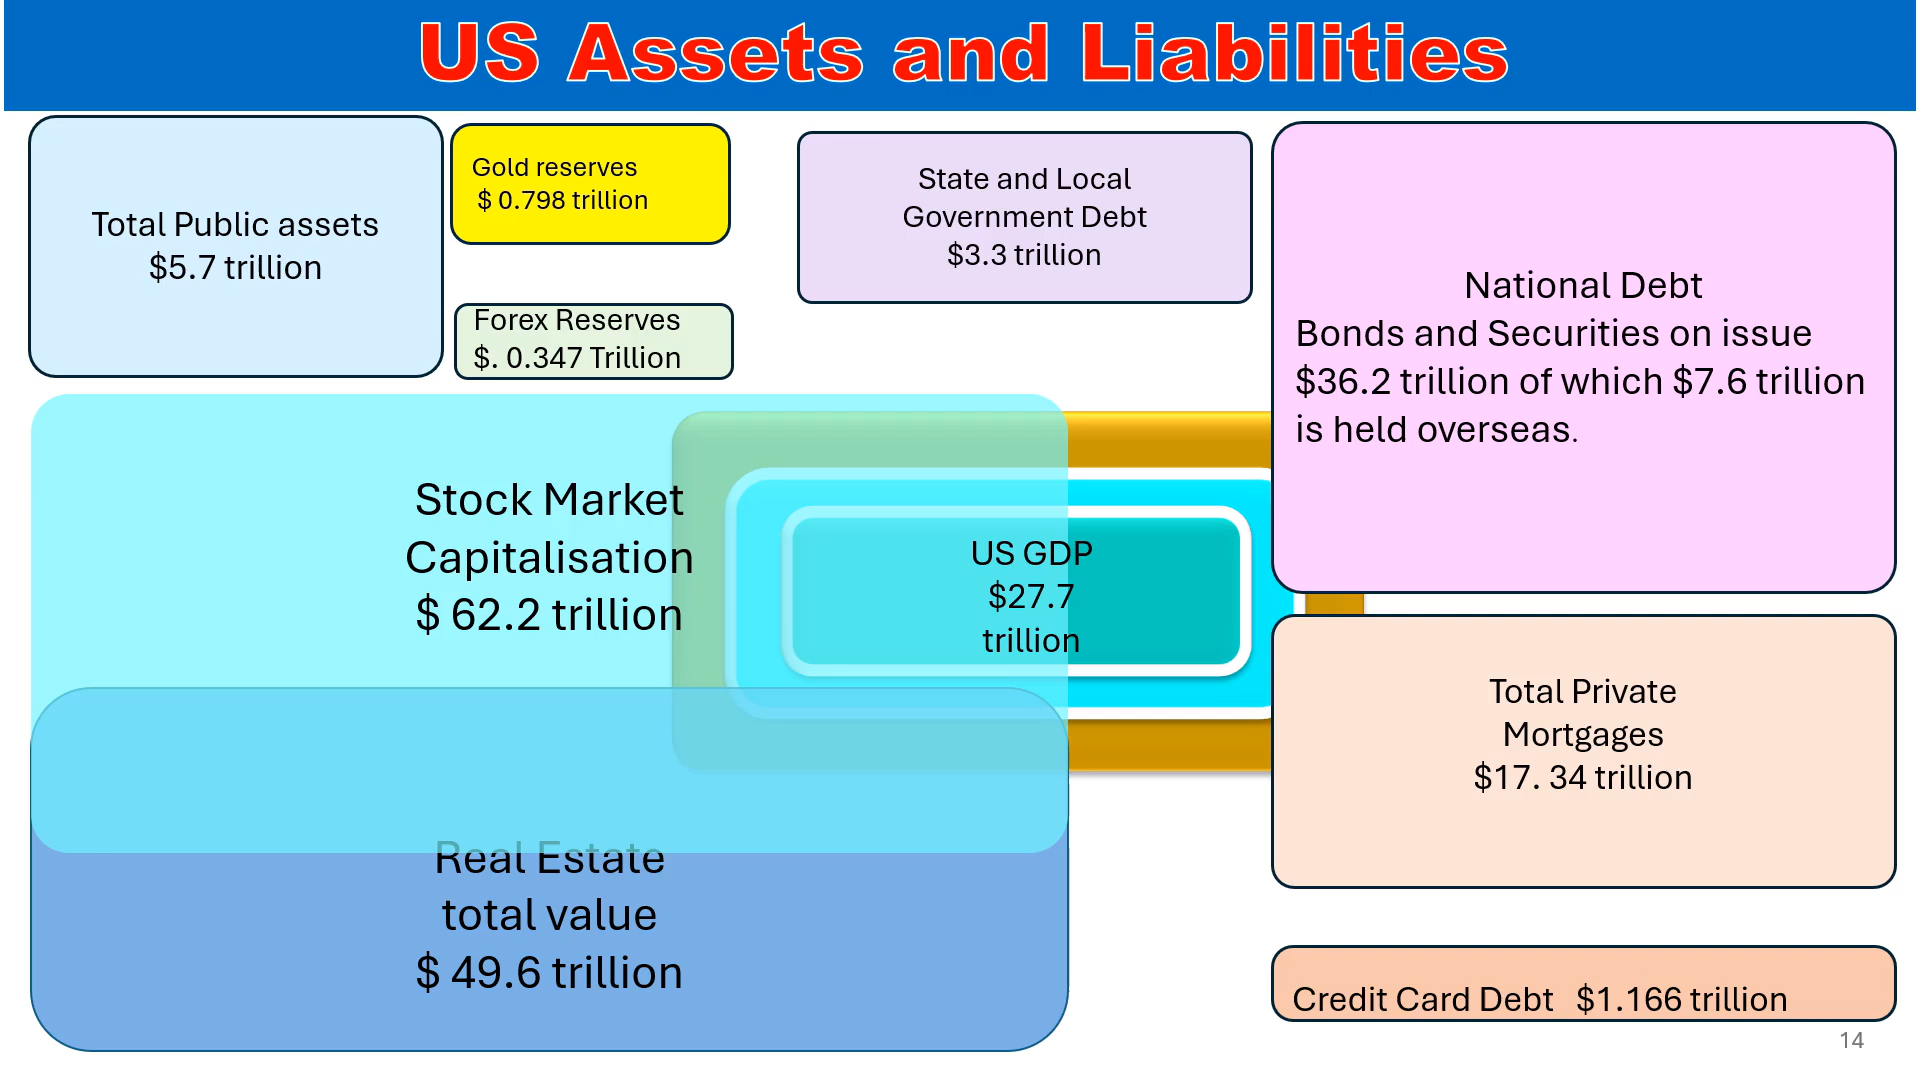 US Assets and Liabilities
Total Public assets
$5.7 trillion
Gold reserves
$ 0.798 trillion
Forex Reserves
$. 0.347 Trillion
State and Local
Government Debt
$3.3 trillion
National Debt
Bonds and Securities on issue
$36.2 trillion of which $7.6 trillion
is held overseas.
Stock Market
Capitalisation
$ 62.2 trillion
US GDP
$27.7
trillion
Total Private
Mortgages
$17. 34 trillion
Real Estate
total value
$ 49.6 trillion
Credit Card Debt $1.166 trillion
14